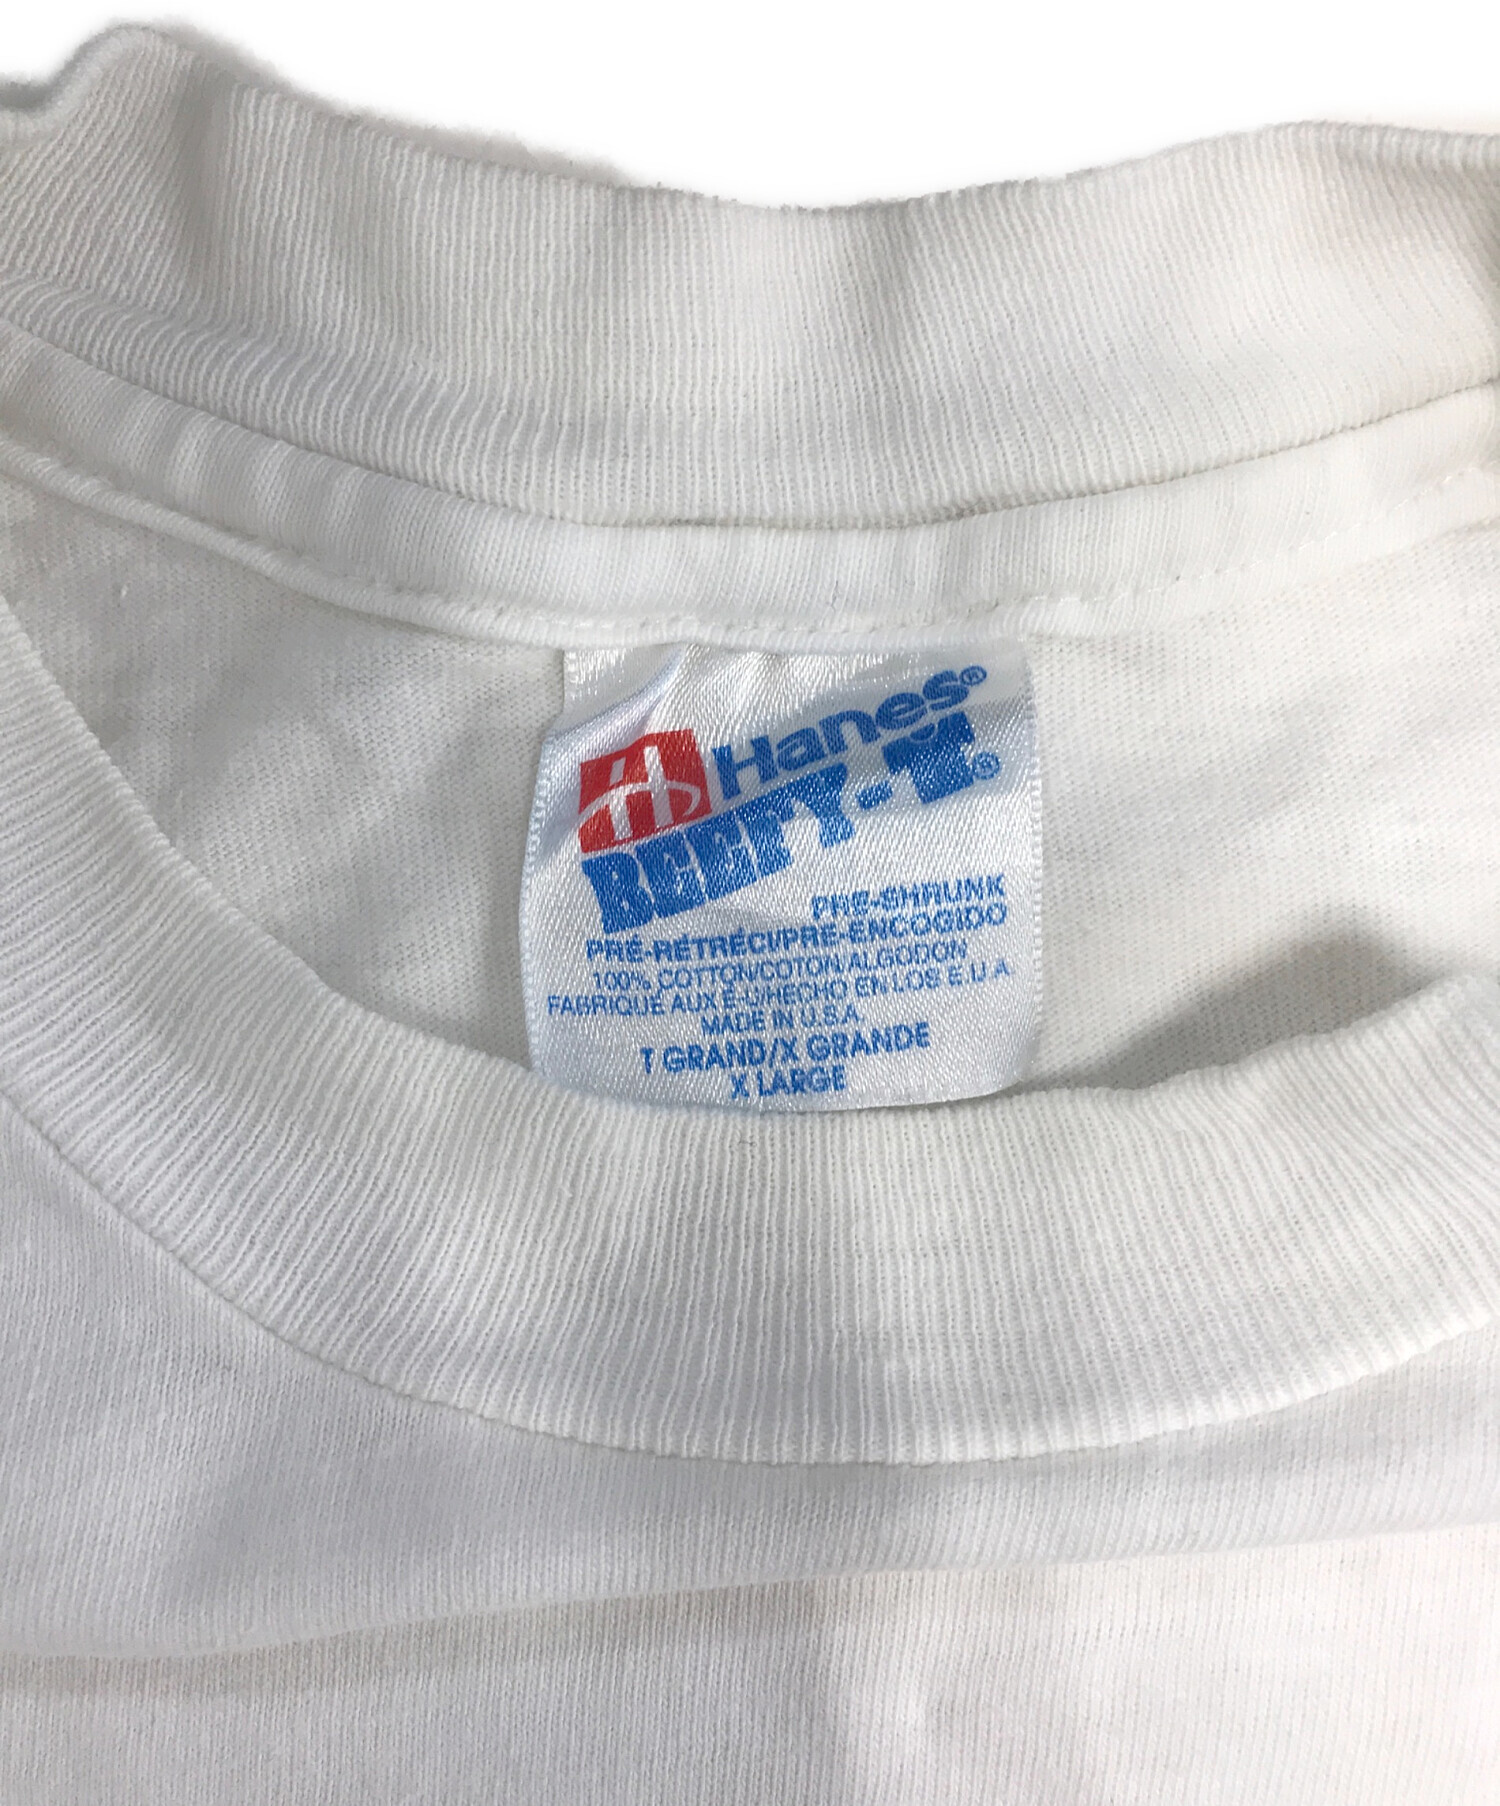 H Hanes®
BEEFY-T.®
PRE-SHRUNK
PRÉ-RÉTRÉCI/PRE-ENCOGIDO
100% COTTON/COTON/ALGODON
FABRIQUÉ AUX É-U/HECHO EN LOS E.U.A.
MADE IN U.S.A.
T GRAND/X GRANDE
X LARGE